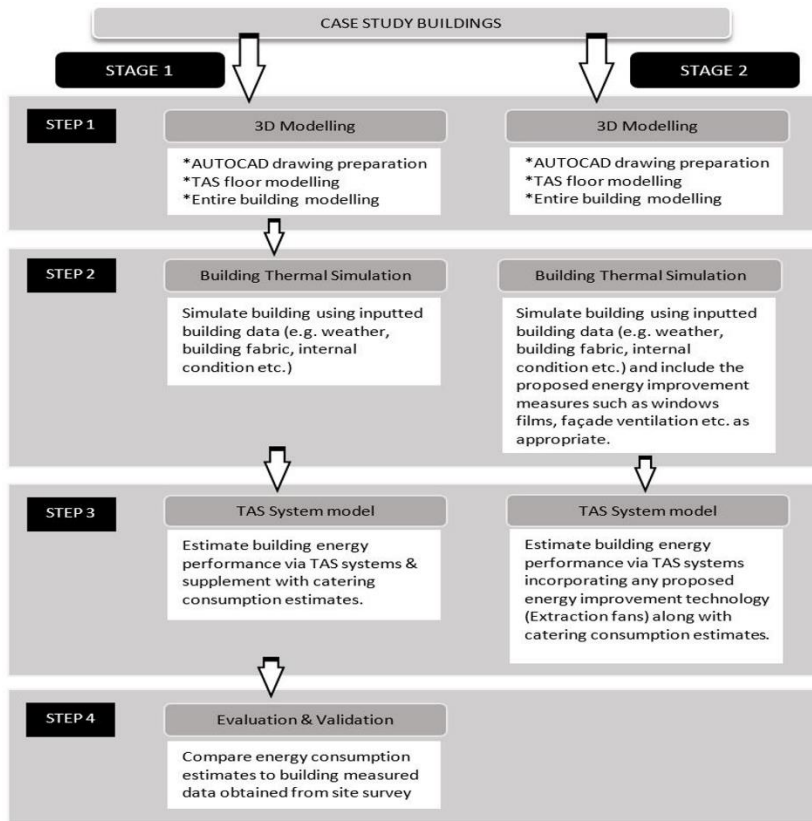 CASE STUDY BUILDINGS
STAGE 1
STAGE 2
STEP 1
3D Modelling
*AUTOCAD drawing preparation
*TAS floor modelling
*Entire building modelling
3D Modelling
*AUTOCAD drawing preparation
*TAS floor modelling
*Entire building modelling
STEP 2
Building Thermal Simulation
Simulate building using inputted
building data (e.g. weather,
building fabric, internal
condition etc.)
Building Thermal Simulation
Simulate building using inputted
building data (e.g. weather,
building fabric, internal
condition etc.) and include the
proposed energy improvement
measures such as windows
films, façade ventilation etc. as
appropriate.
STEP 3
TAS System model
Estimate building energy
performance via TAS systems &
supplement with catering
consumption estimates.
TAS System model
Estimate building energy
performance via TAS systems
incorporating any proposed
energy improvement technology
(Extraction fans) along with
catering consumption estimates.
STEP 4
Evaluation & Validation
Compare energy consumption
estimates to building measured
data obtained from site survey